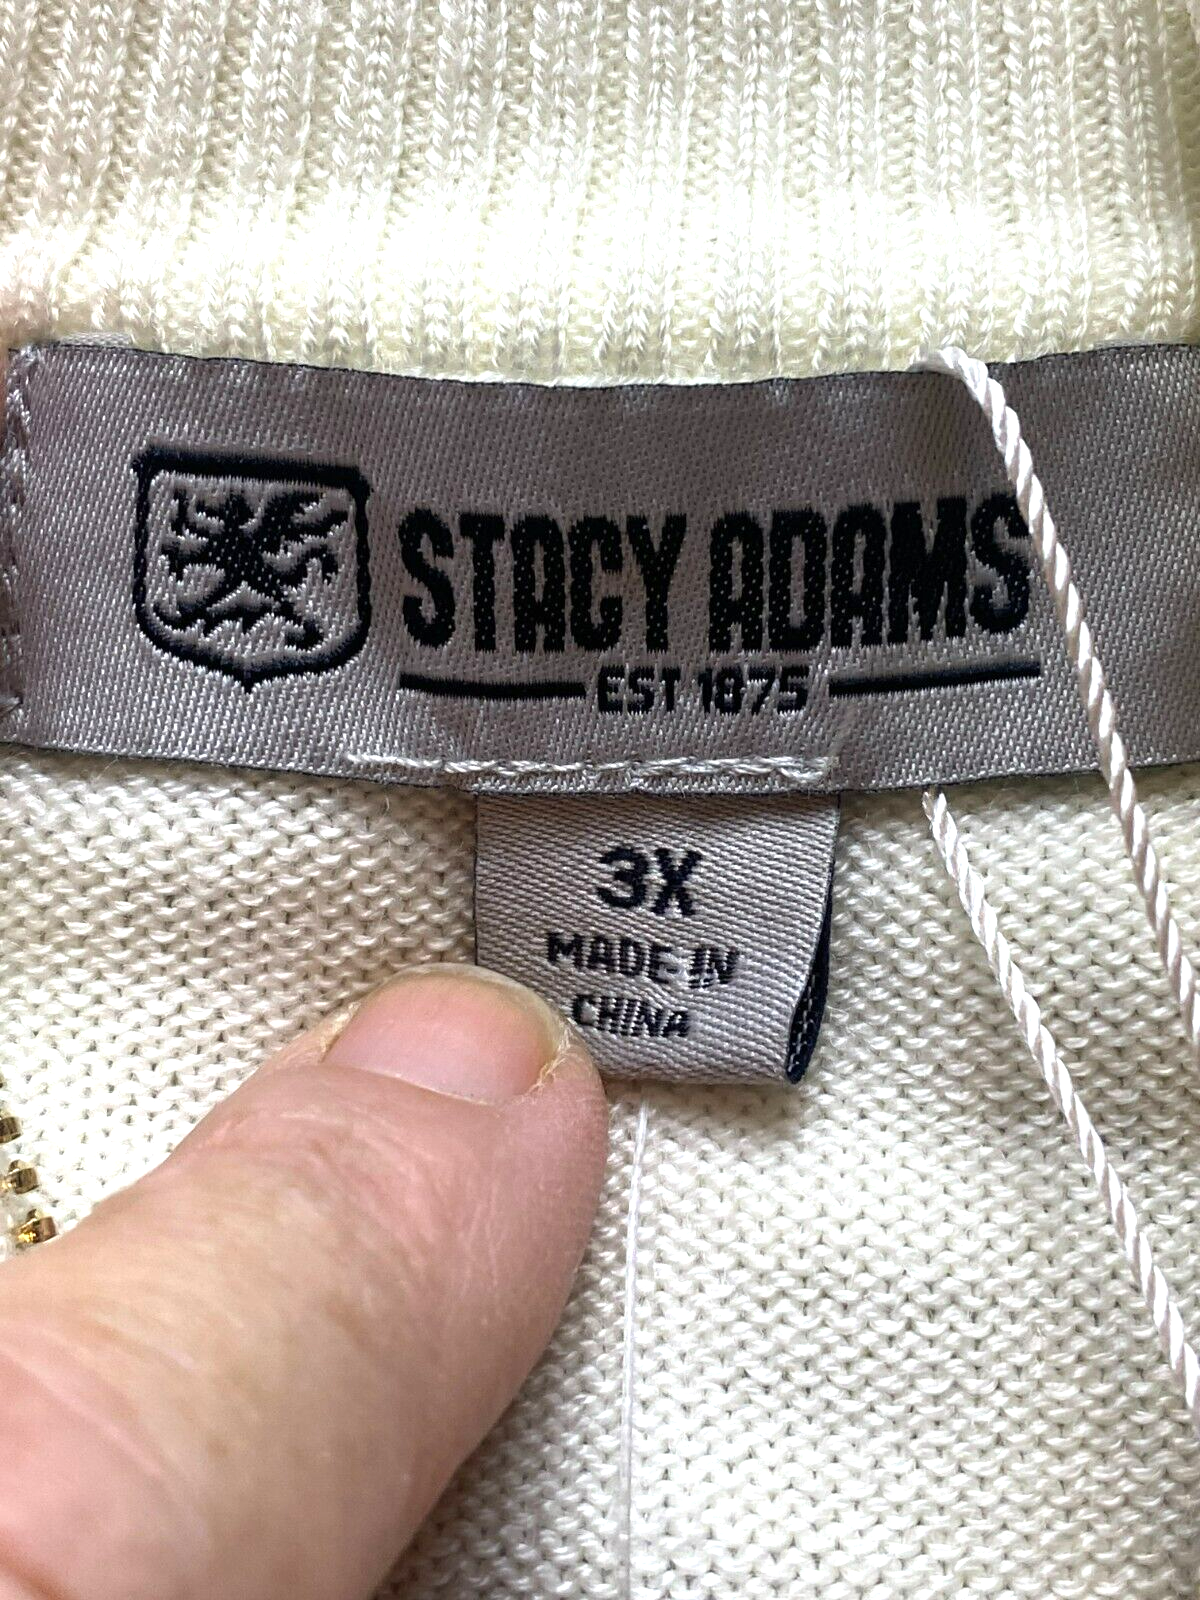 STACY ADAMS
EST 1875
3X
MADE IN
CHINA